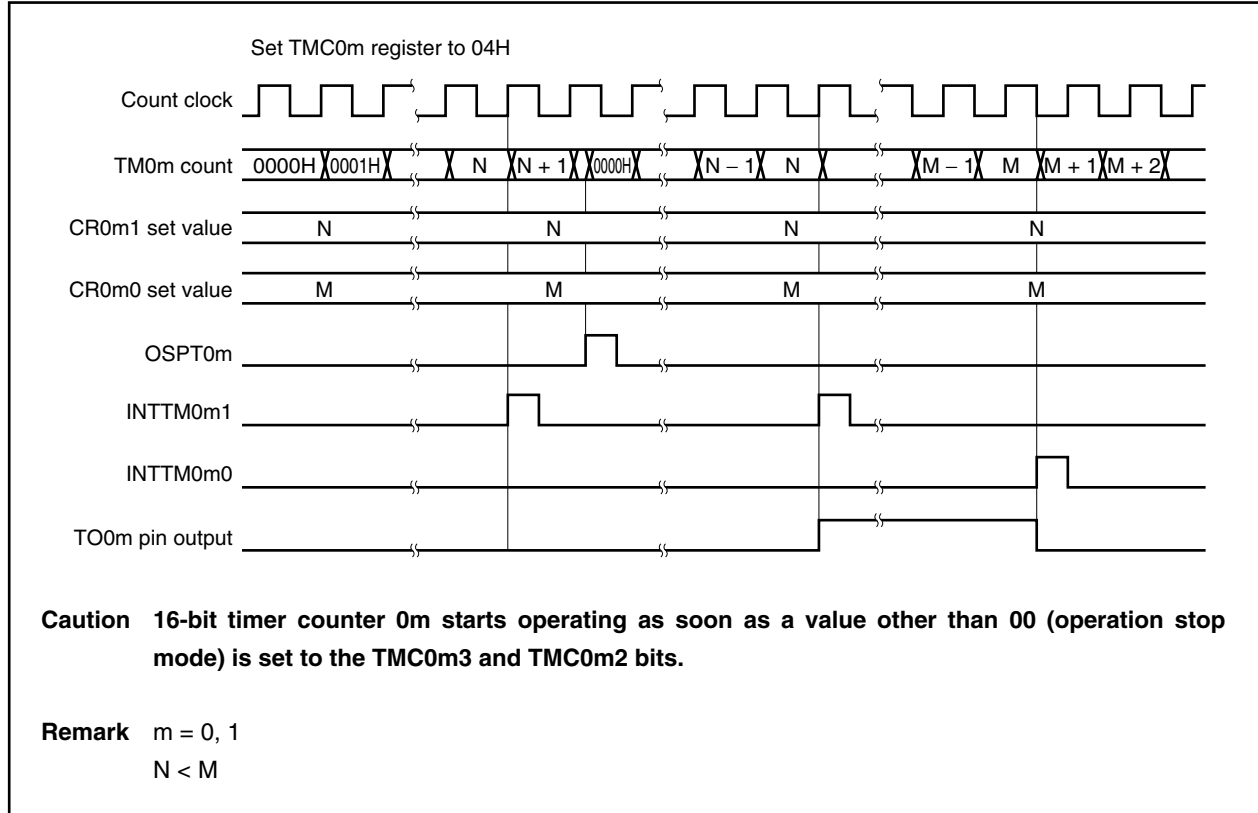 Set TMC0m register to 04H
Count clock
TM0m count 0000H 0001H N N + 1 0000H N – 1 N M – 1 M M + 1 M + 2
CR0m1 set value N N N N
CR0m0 set value M M M M
OSPT0m
INTTM0m1
INTTM0m0
TO0m pin output
Caution 16-bit timer counter 0m starts operating as soon as a value other than 00 (operation stop
mode) is set to the TMC0m3 and TMC0m2 bits.
Remark m = 0, 1
N < M